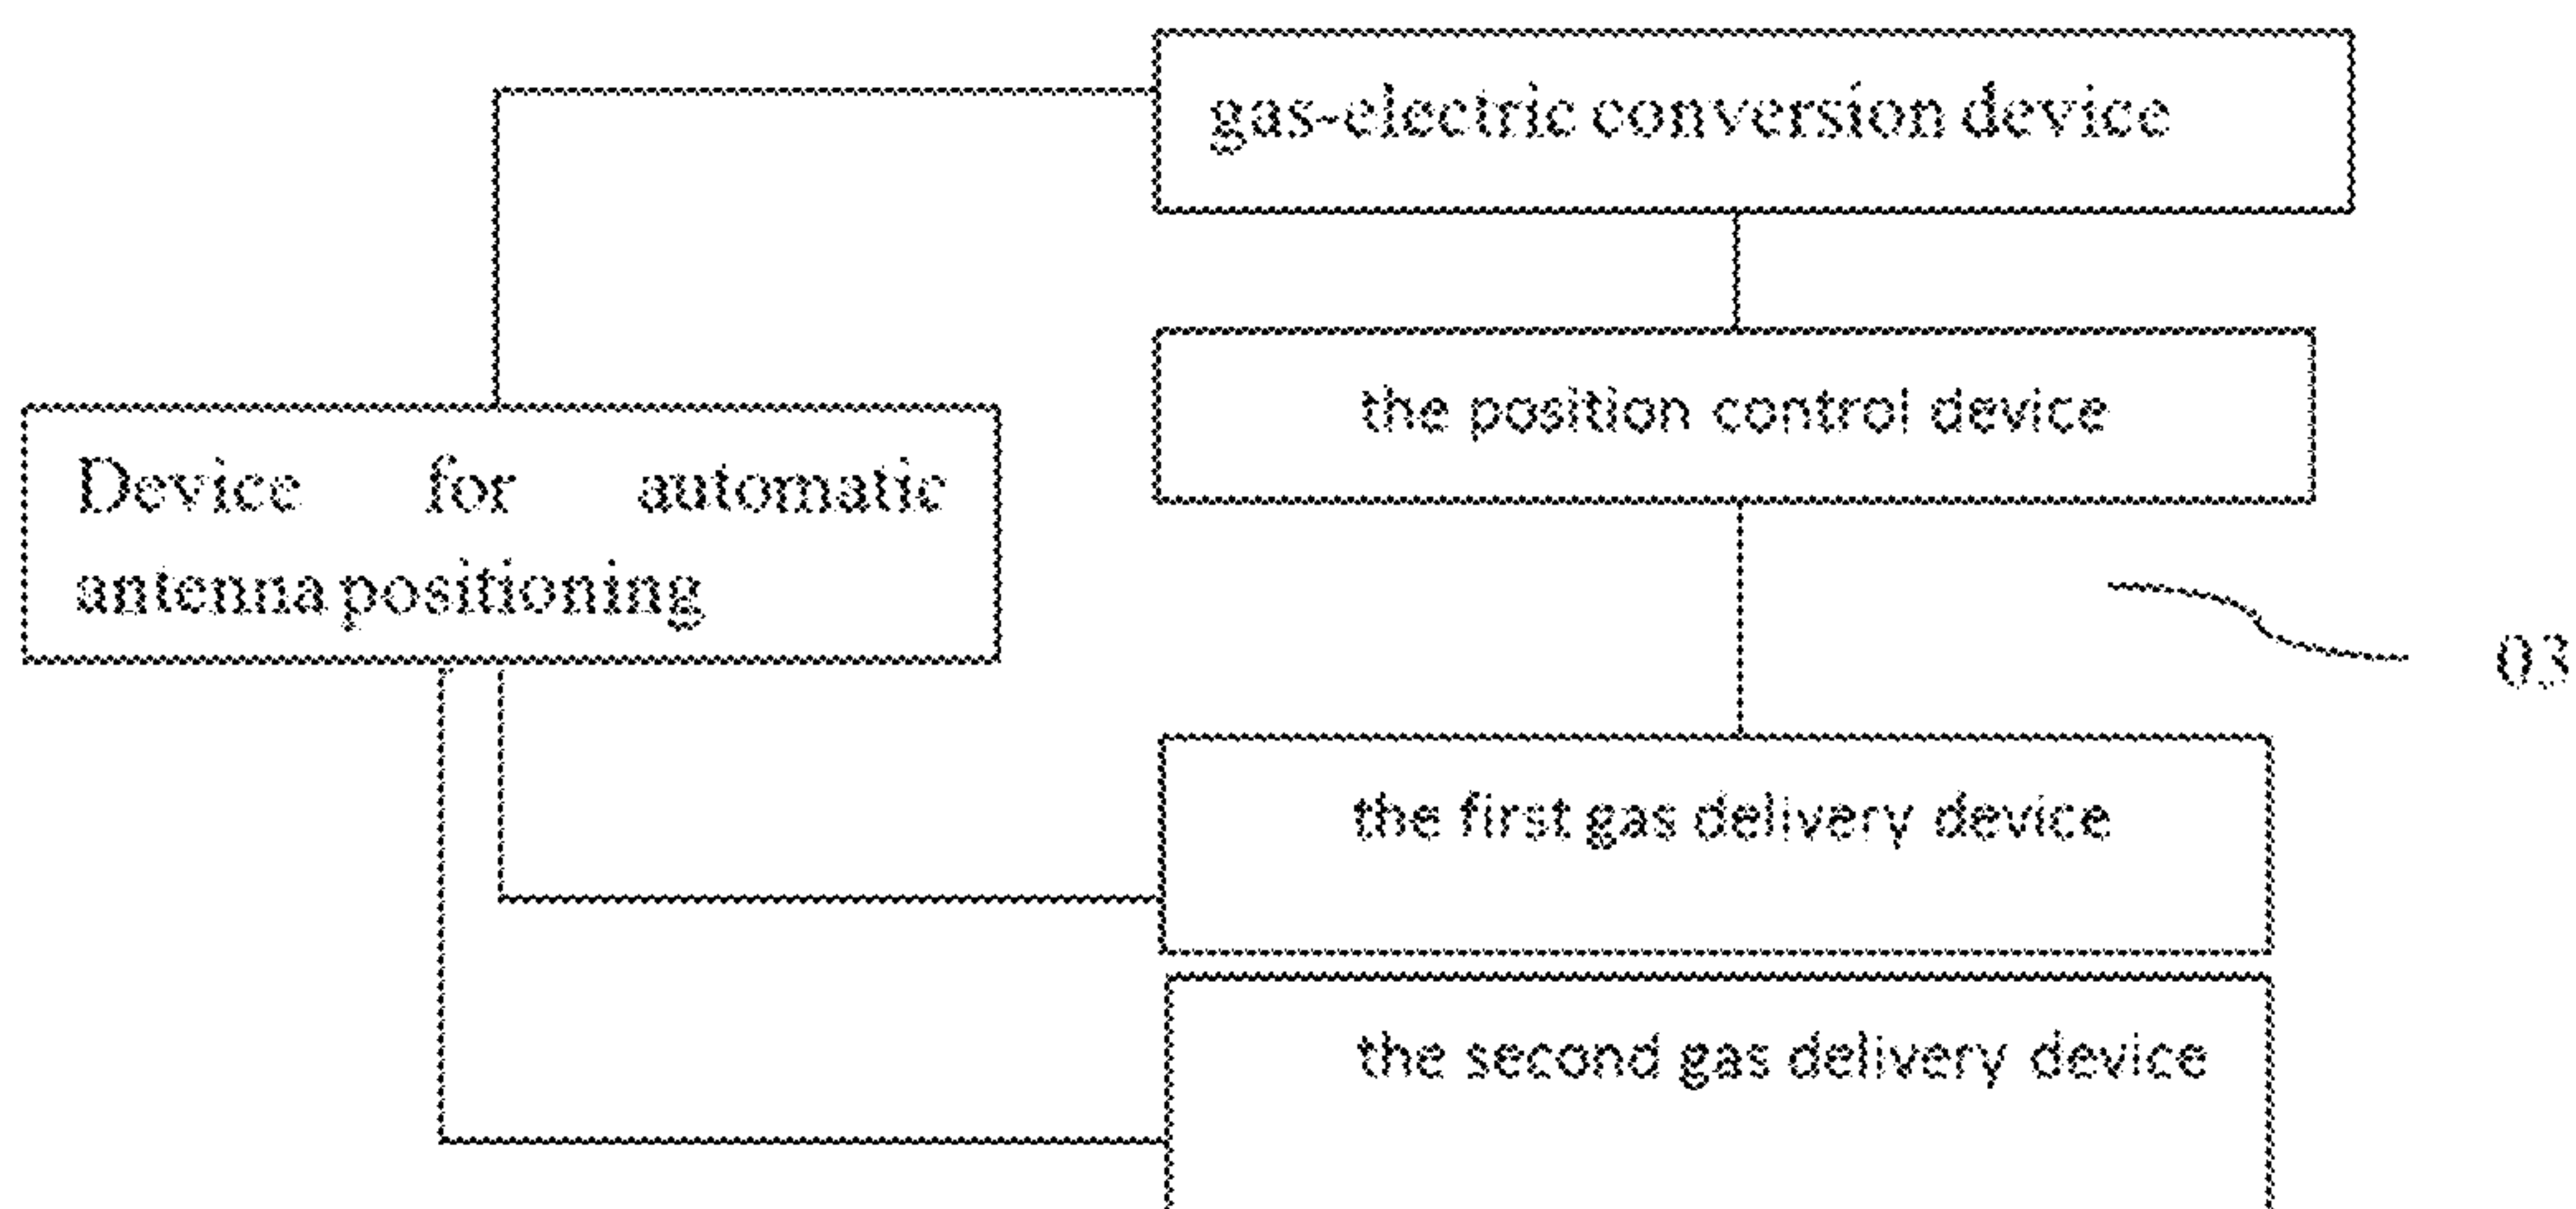 gas-electric conversion device
the position control device
Device for automatic
antenna positioning
03
the first gas delivery device
the second gas delivery device